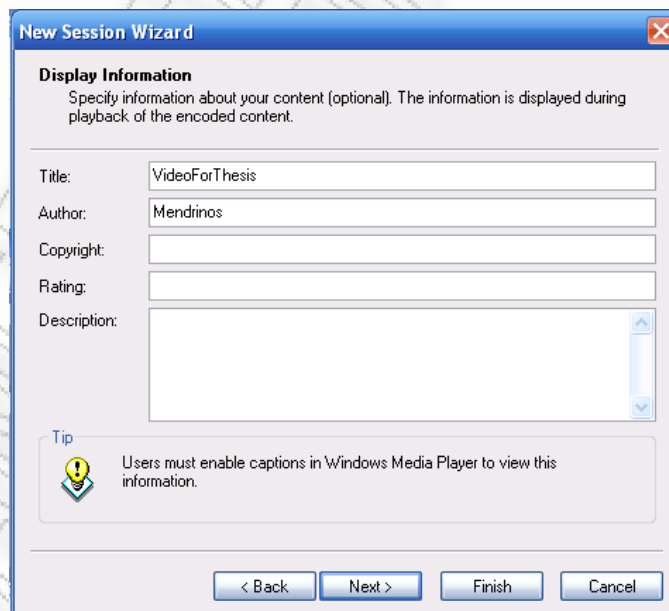 New Session Wizard
Display Information
Specify information about your content (optional). The information is displayed during
playback of the encoded content.
Title: VideoForThesis
Author: Mendrinos
Copyright:
Rating:
Description:
Tip
Users must enable captions in Windows Media Player to view this
information.
< Back Next > Finish Cancel